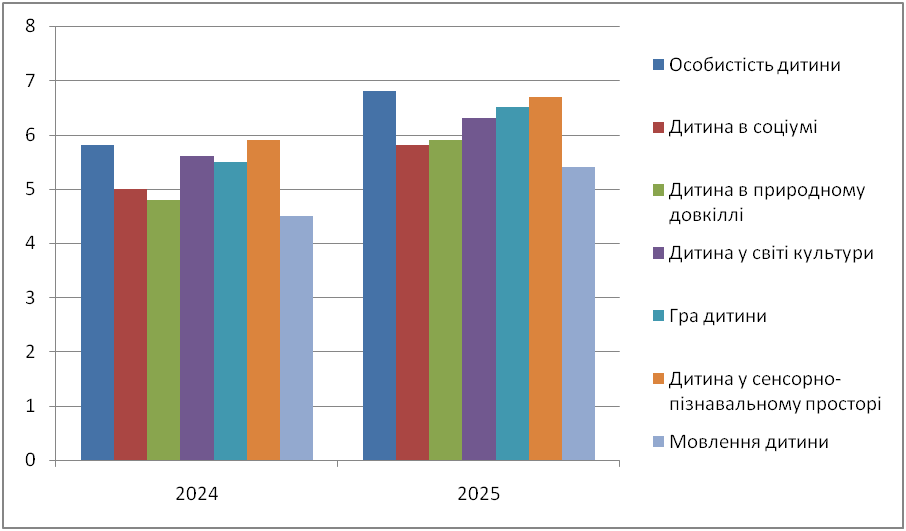 8
7
6
5
4
3
2
1
0
2024
2025
Особистість дитини
Дитина в соціумі
Дитина в природному
довкіллі
Дитина у світі культури
Гра дитини
Дитина у сенсорно-
пізнавальному просторі
Мовлення дитини